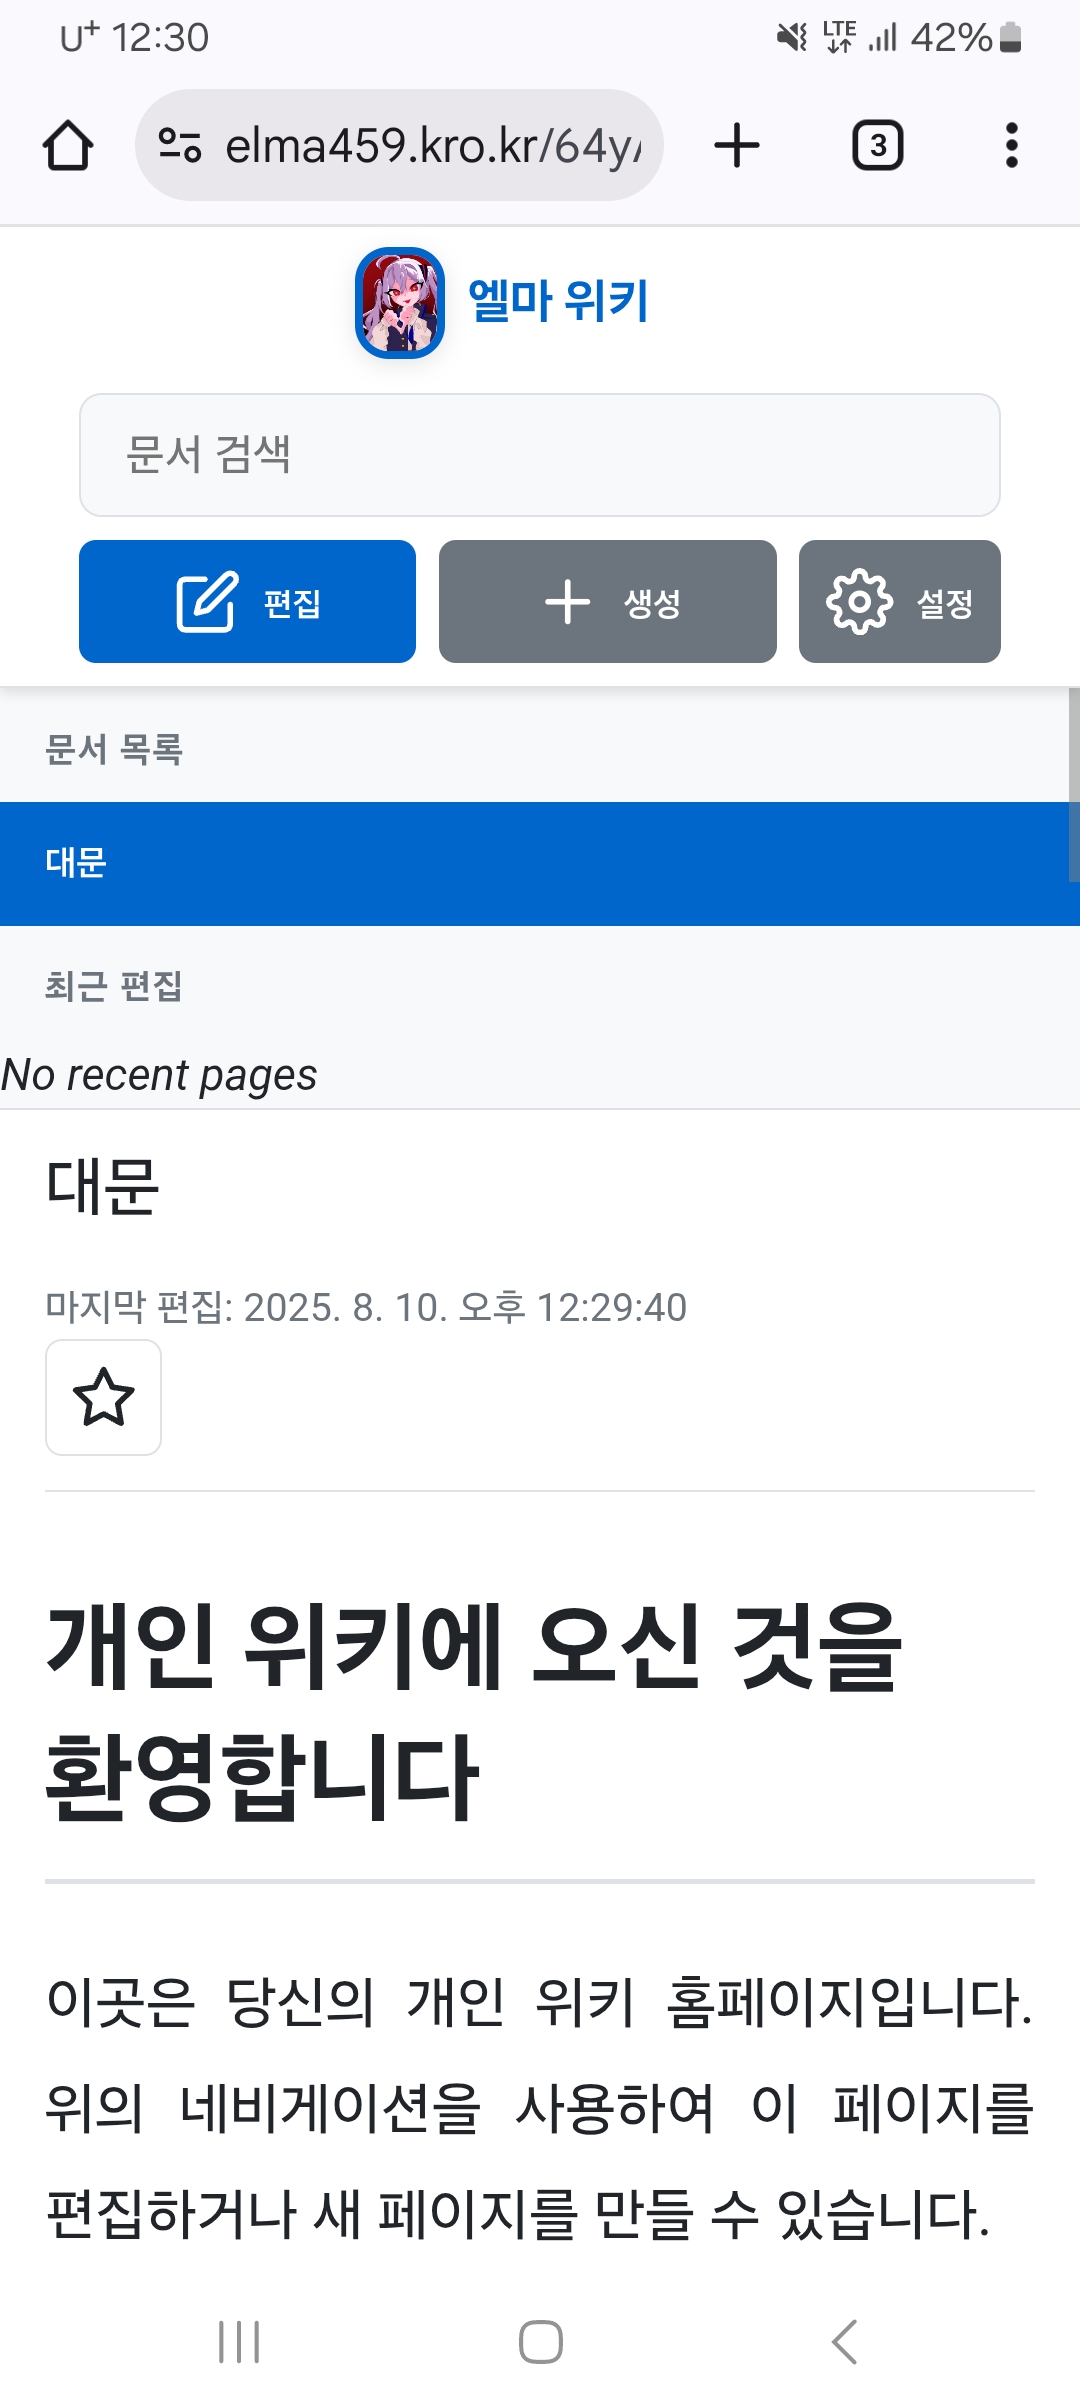 U+ 12:30 LTE 42%
elma459.kro.kr/64y 3
엘마 위키
문서 검색
편집 생성 설정
문서 목록
대문
최근 편집
No recent pages
대문
마지막 편집: 2025. 8. 10. 오후 12:29:40
개인 위키에 오신 것을
환영합니다
이곳은 당신의 개인 위키 홈페이지입니다.
위의 네비게이션을 사용하여 이 페이지를
편집하거나 새 페이지를 만들 수 있습니다.